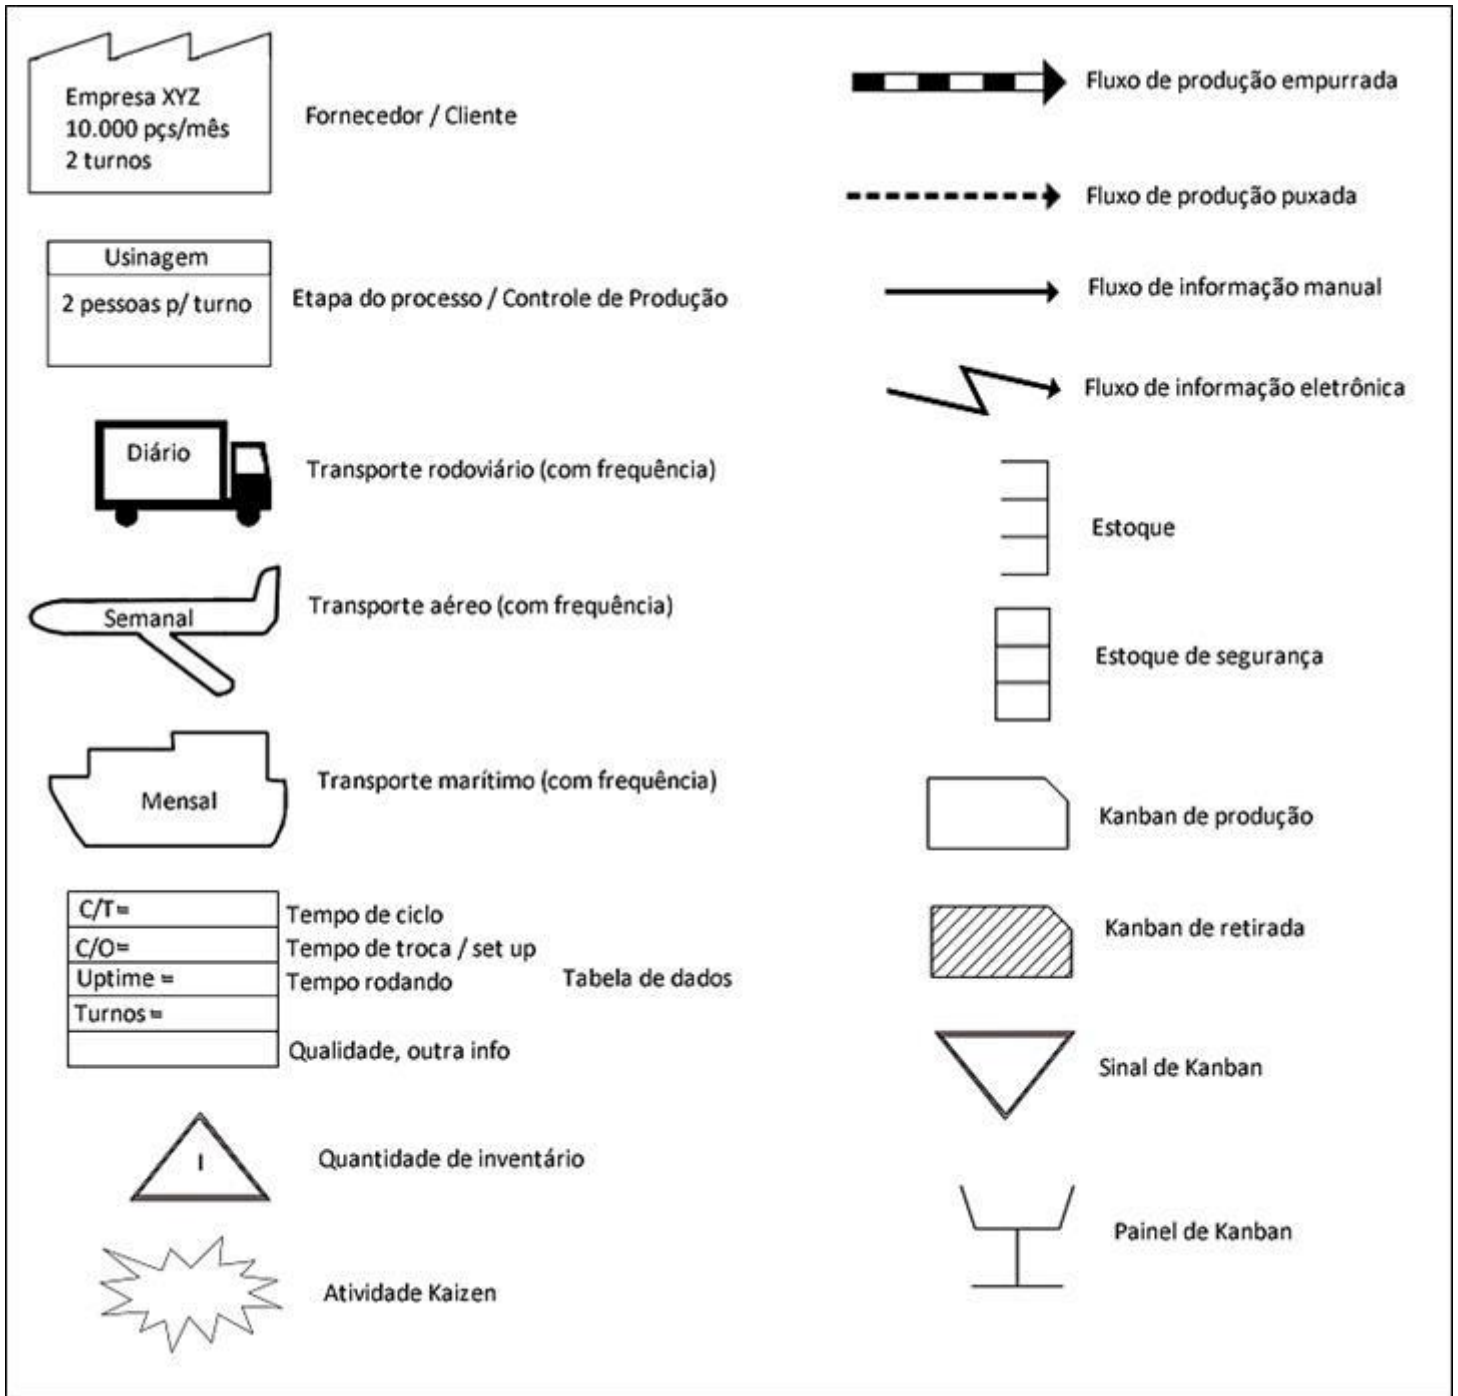 Empresa XYZ
10.000 pçs/mês
2 turnos
Fornecedor / Cliente
Usinagem
2 pessoas p/ turno
Etapa do processo / Controle de Produção
Diário
Transporte rodoviário (com frequência)
Semanal
Transporte aéreo (com frequência)
Mensal
Transporte marítimo (com frequência)
C/T=
Tempo de ciclo
C/O=
Tempo de troca / set up
Uptime =
Tempo rodando
Tabela de dados
Turnos=
Qualidade, outra info
I
Quantidade de inventário
Atividade Kaizen
Fluxo de produção empurrada
Fluxo de produção puxada
Fluxo de informação manual
Fluxo de informação eletrônica
Estoque
Estoque de segurança
Kanban de produção
Kanban de retirada
Sinal de Kanban
Painel de Kanban